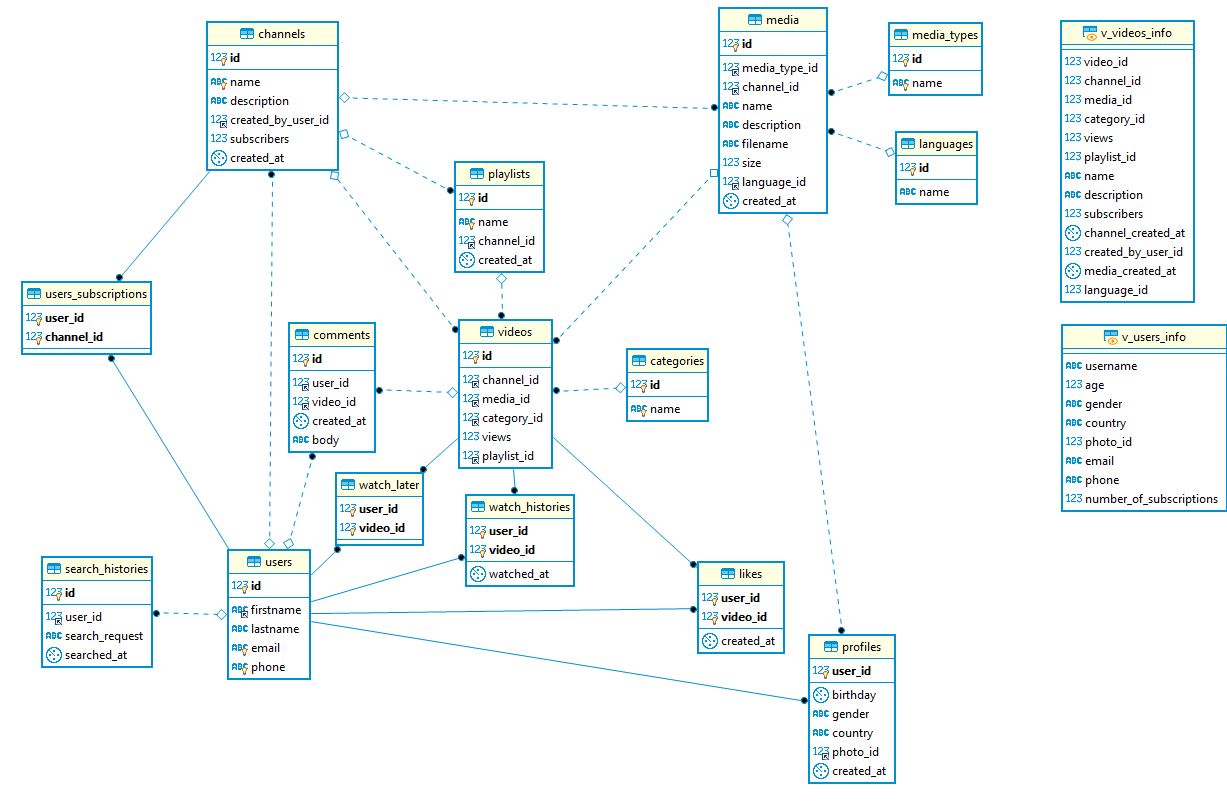 channels
123 id
ABC name
ABC description
123 created_by_user_id
123 subscribers
created_at
media
123 id
123 media_type_id
123 channel_id
ABC name
ABC description
ABC filename
123 size
123 language_id
created_at
media_types
123 id
ABC name
languages
123 id
ABC name
v_videos_info
123 video_id
123 channel_id
123 media_id
123 category_id
123 views
123 playlist_id
ABC name
ABC description
123 subscribers
channel_created_at
123 created_by_user_id
media_created_at
123 language_id
playlists
123 id
ABC name
123 channel_id
created_at
users_subscriptions
123 user_id
123 channel_id
comments
123 id
123 user_id
123 video_id
created_at
ABC body
videos
123 id
123 channel_id
123 media_id
123 category_id
123 views
123 playlist_id
categories
123 id
ABC name
v_users_info
ABC username
123 age
ABC gender
ABC country
123 photo_id
ABC email
ABC phone
123 number_of_subscriptions
watch_later
123 user_id
123 video_id
watch_histories
123 user_id
123 video_id
watched_at
search_histories
123 id
123 user_id
ABC search_request
searched_at
users
123 id
ABC firstname
ABC lastname
ABC email
ABC phone
likes
123 user_id
123 video_id
created_at
profiles
123 user_id
birthday
ABC gender
ABC country
123 photo_id
created_at